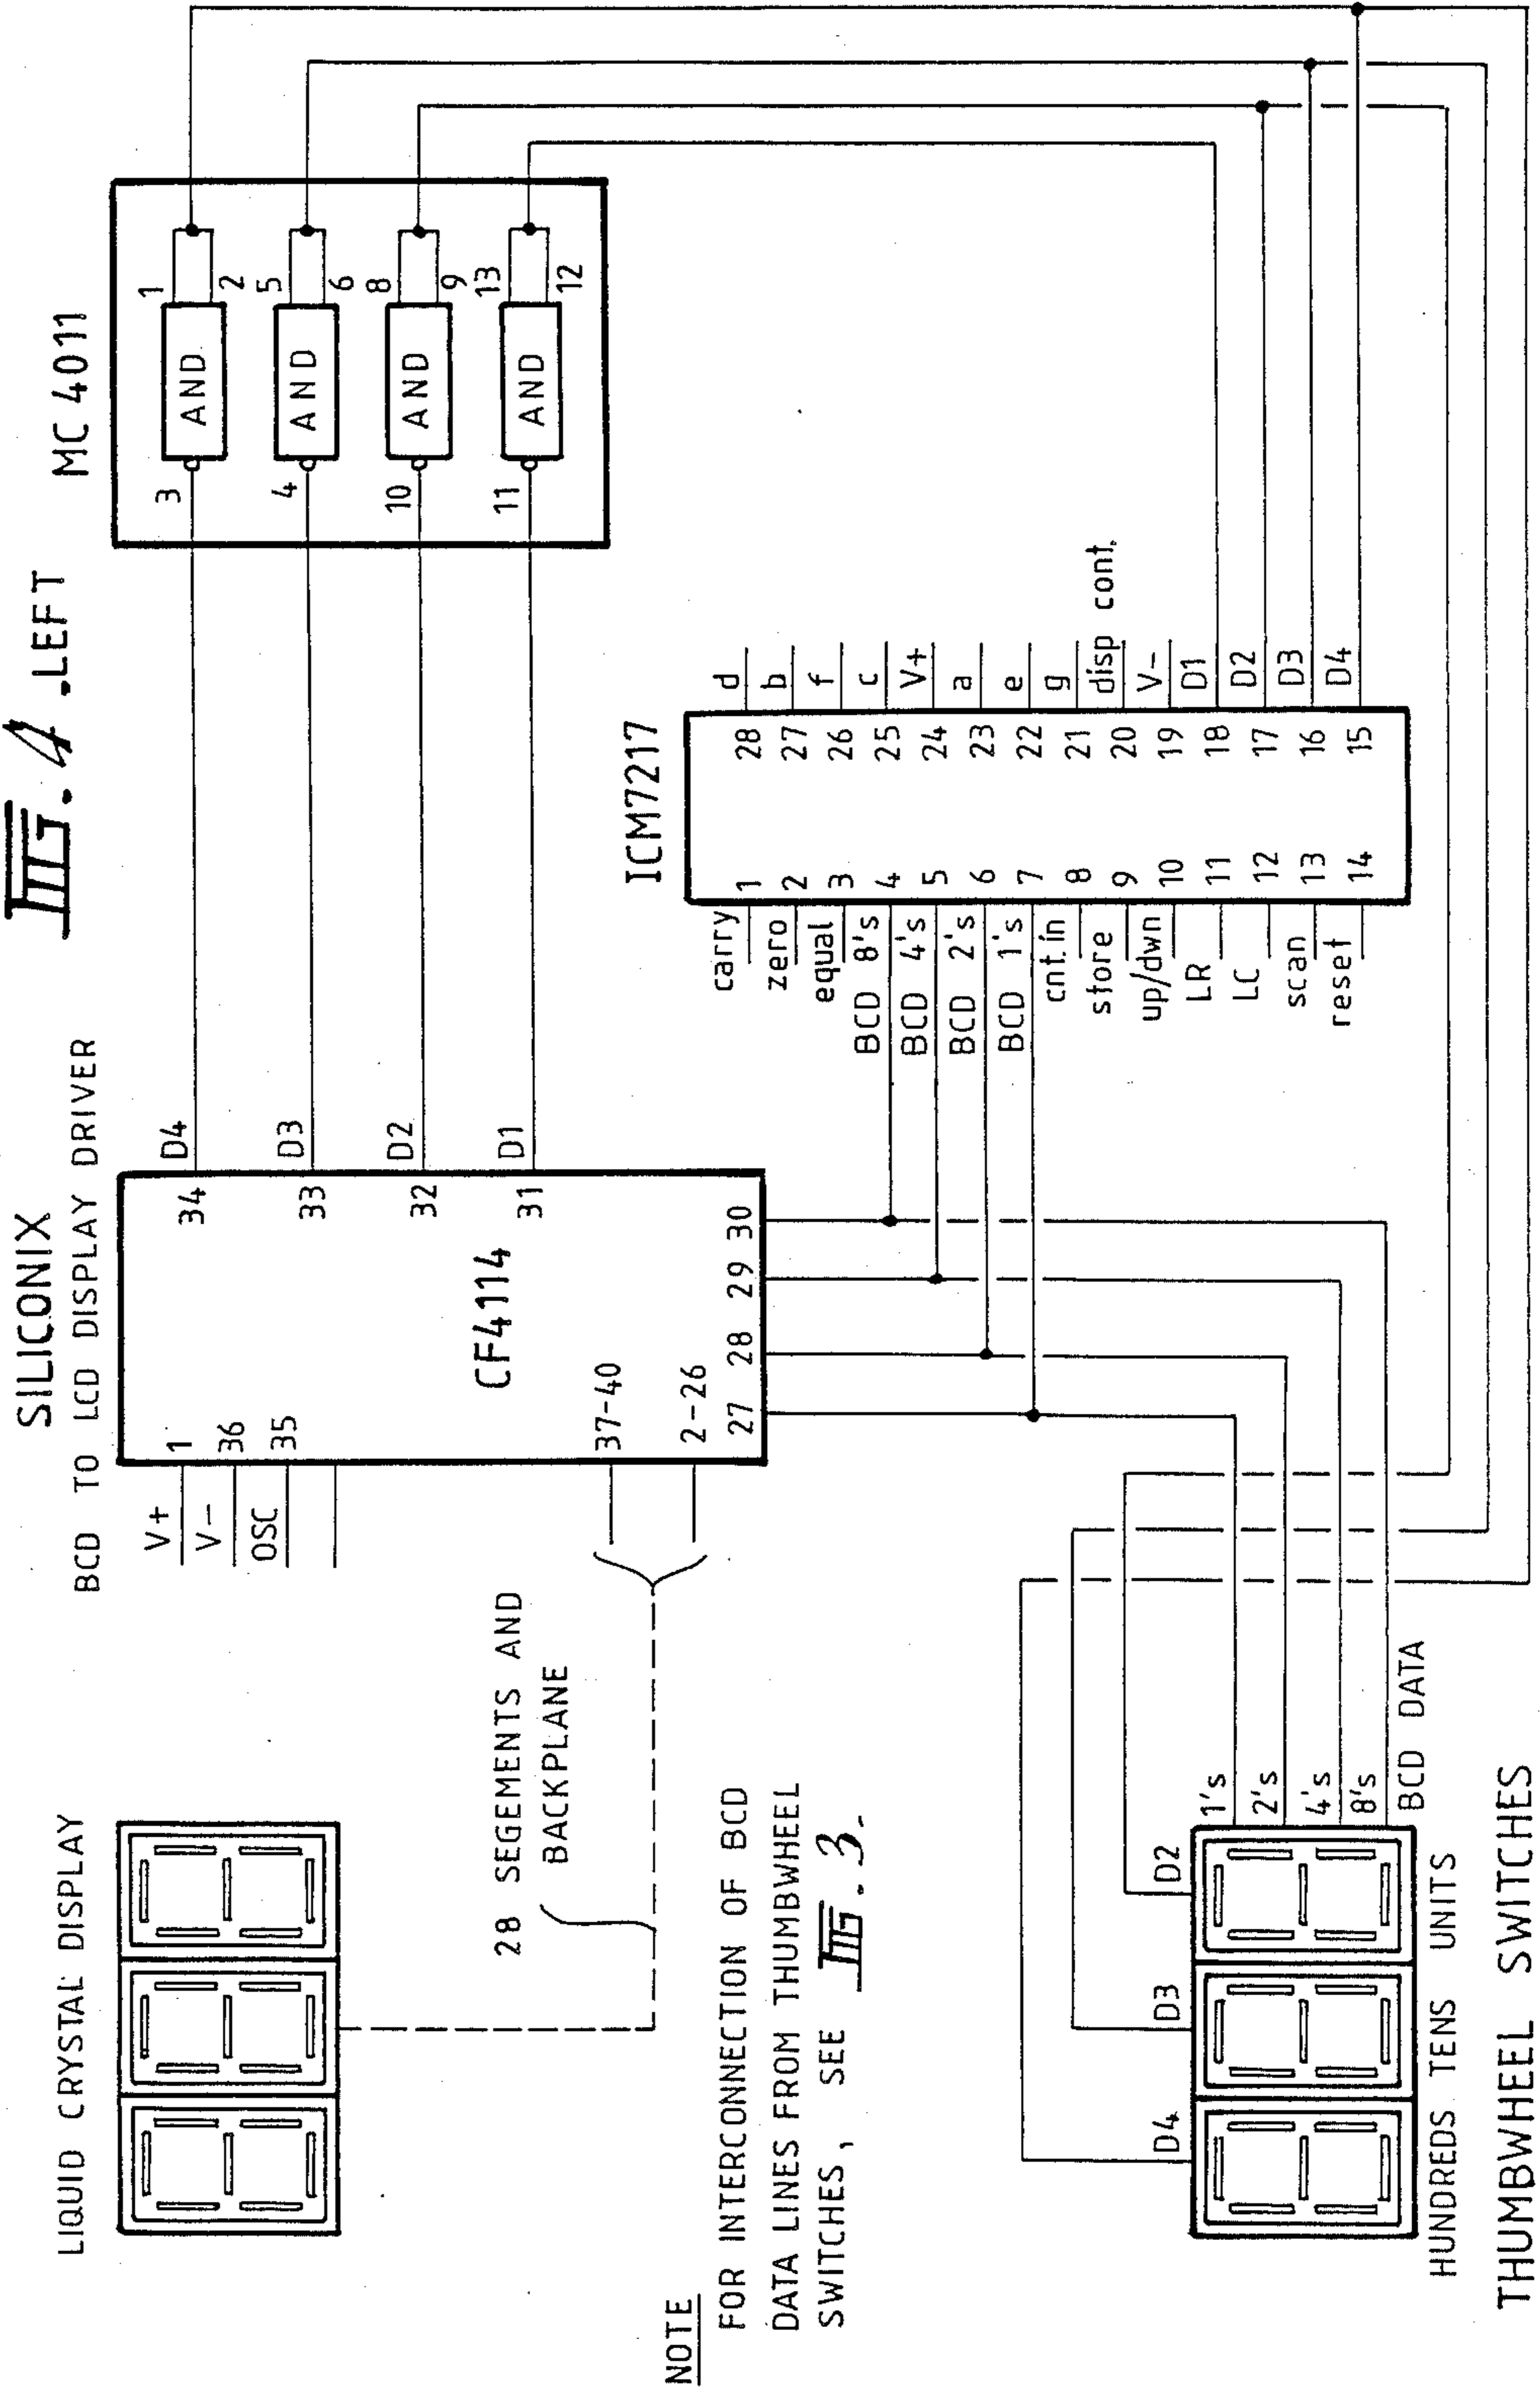 FIG. 4 -LEFT
LIQUID CRYSTAL DISPLAY
SILICONIX
BCD TO LCD DISPLAY DRIVER
V+
V-
OSC
1
36
35
37-40
2-26
CF4114
34
33
32
31
D4
D3
D2
D1
27
28
29
30
MC 4011
3
4
10
11
AND
AND
AND
AND
1
2
5
6
8
9
13
12
28 SEGEMENTS AND
BACKPLANE
NOTE
FOR INTERCONNECTION OF BCD
DATA LINES FROM THUMBWHEEL
SWITCHES, SEE FIG. 3.
ICM7217
carry
zero
equal
BCD 8's
BCD 4's
BCD 2's
BCD 1's
cnt.in
store
up/dwn
LR
LC
scan
reset
1
2
3
4
5
6
7
8
9
10
11
12
13
14
28
27
26
25
24
23
22
21
20
19
18
17
16
15
d
b
f
c
V+
a
e
g
disp cont.
V-
D1
D2
D3
D4
D4
D3
D2
1's
2's
4's
8's
BCD DATA
HUNDREDS TENS UNITS
THUMBWHEEL SWITCHES